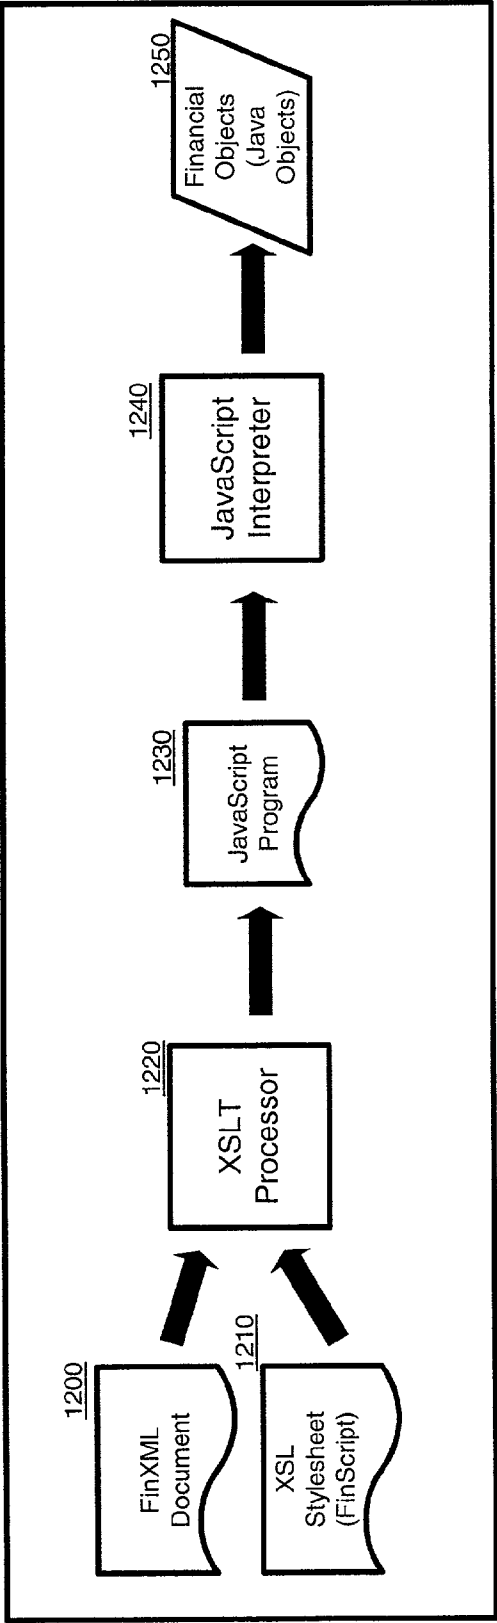 1200
FinXML
Document
1210
XSL
Stylesheet
(FinScript)
1220
XSLT
Processor
1230
JavaScript
Program
1240
JavaScript
Interpreter
1250
Financial
Objects
(Java
Objects)